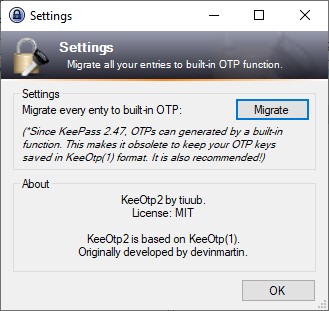 Settings
Settings
Migrate all your entries to built-in OTP function.
Settings
Migrate every enty to built-in OTP:
Migrate
(*Since KeePass 2.47, OTPs can generated by a built-in
function. This makes it obsolete to keep your OTP keys
saved in KeeOtp(1) format. It is also recommended!)
About
KeeOtp2 by tiuub.
License: MIT
KeeOtp2 is based on KeeOtp(1).
Originally developed by devinmartin.
OK